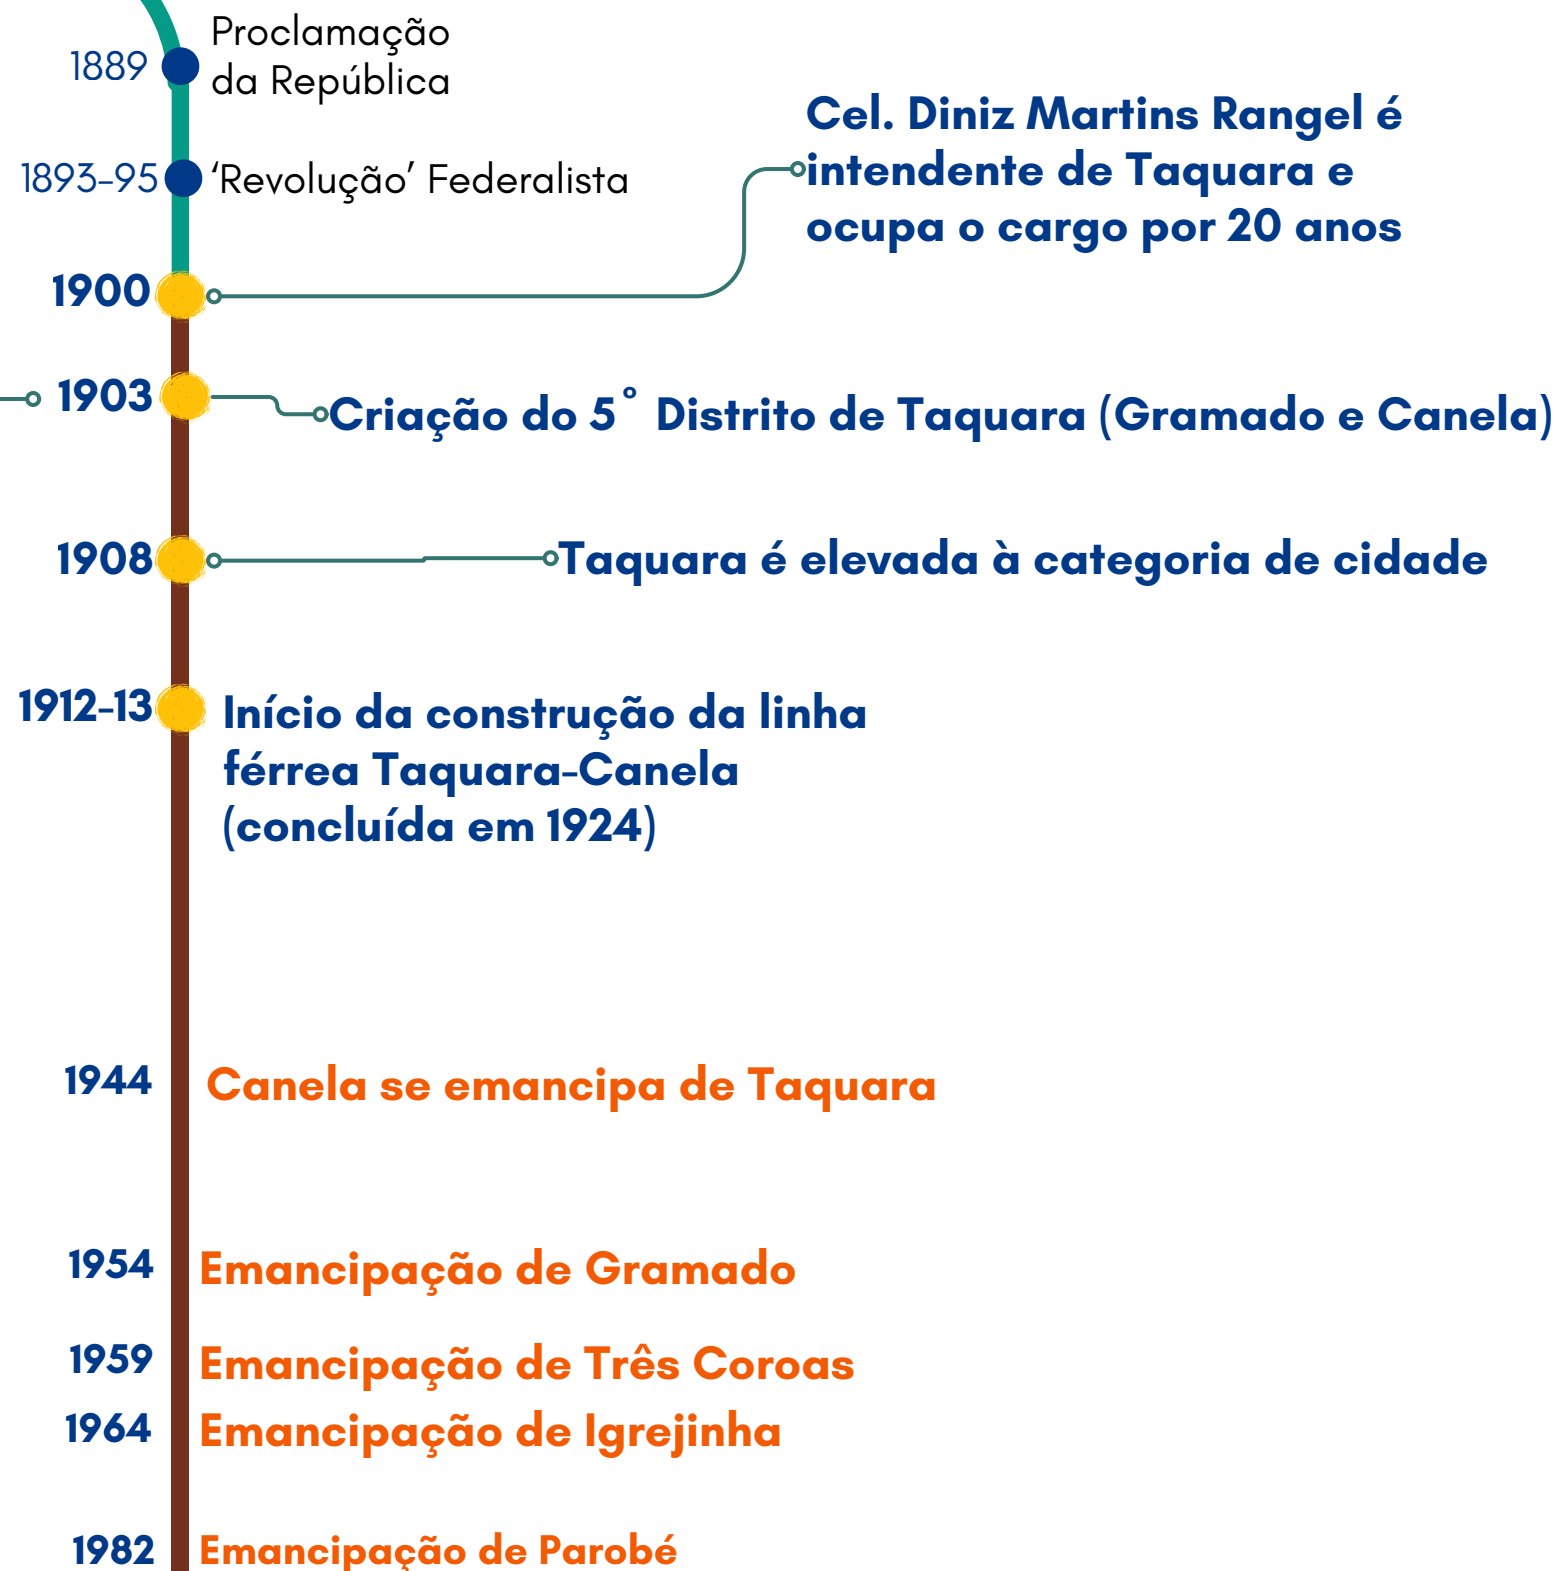 1889
Proclamação
da República
1893-95
‘Revolução’ Federalista
Cel. Diniz Martins Rangel é
intendente de Taquara e
ocupa o cargo por 20 anos
1900
1903
Criação do 5° Distrito de Taquara (Gramado e Canela)
1908
Taquara é elevada à categoria de cidade
1912-13
Início da construção da linha
férrea Taquara-Canela
(concluída em 1924)
1944
Canela se emancipa de Taquara
1954
Emancipação de Gramado
1959
Emancipação de Três Coroas
1964
Emancipação de Igrejinha
1982
Emancipação de Parobé